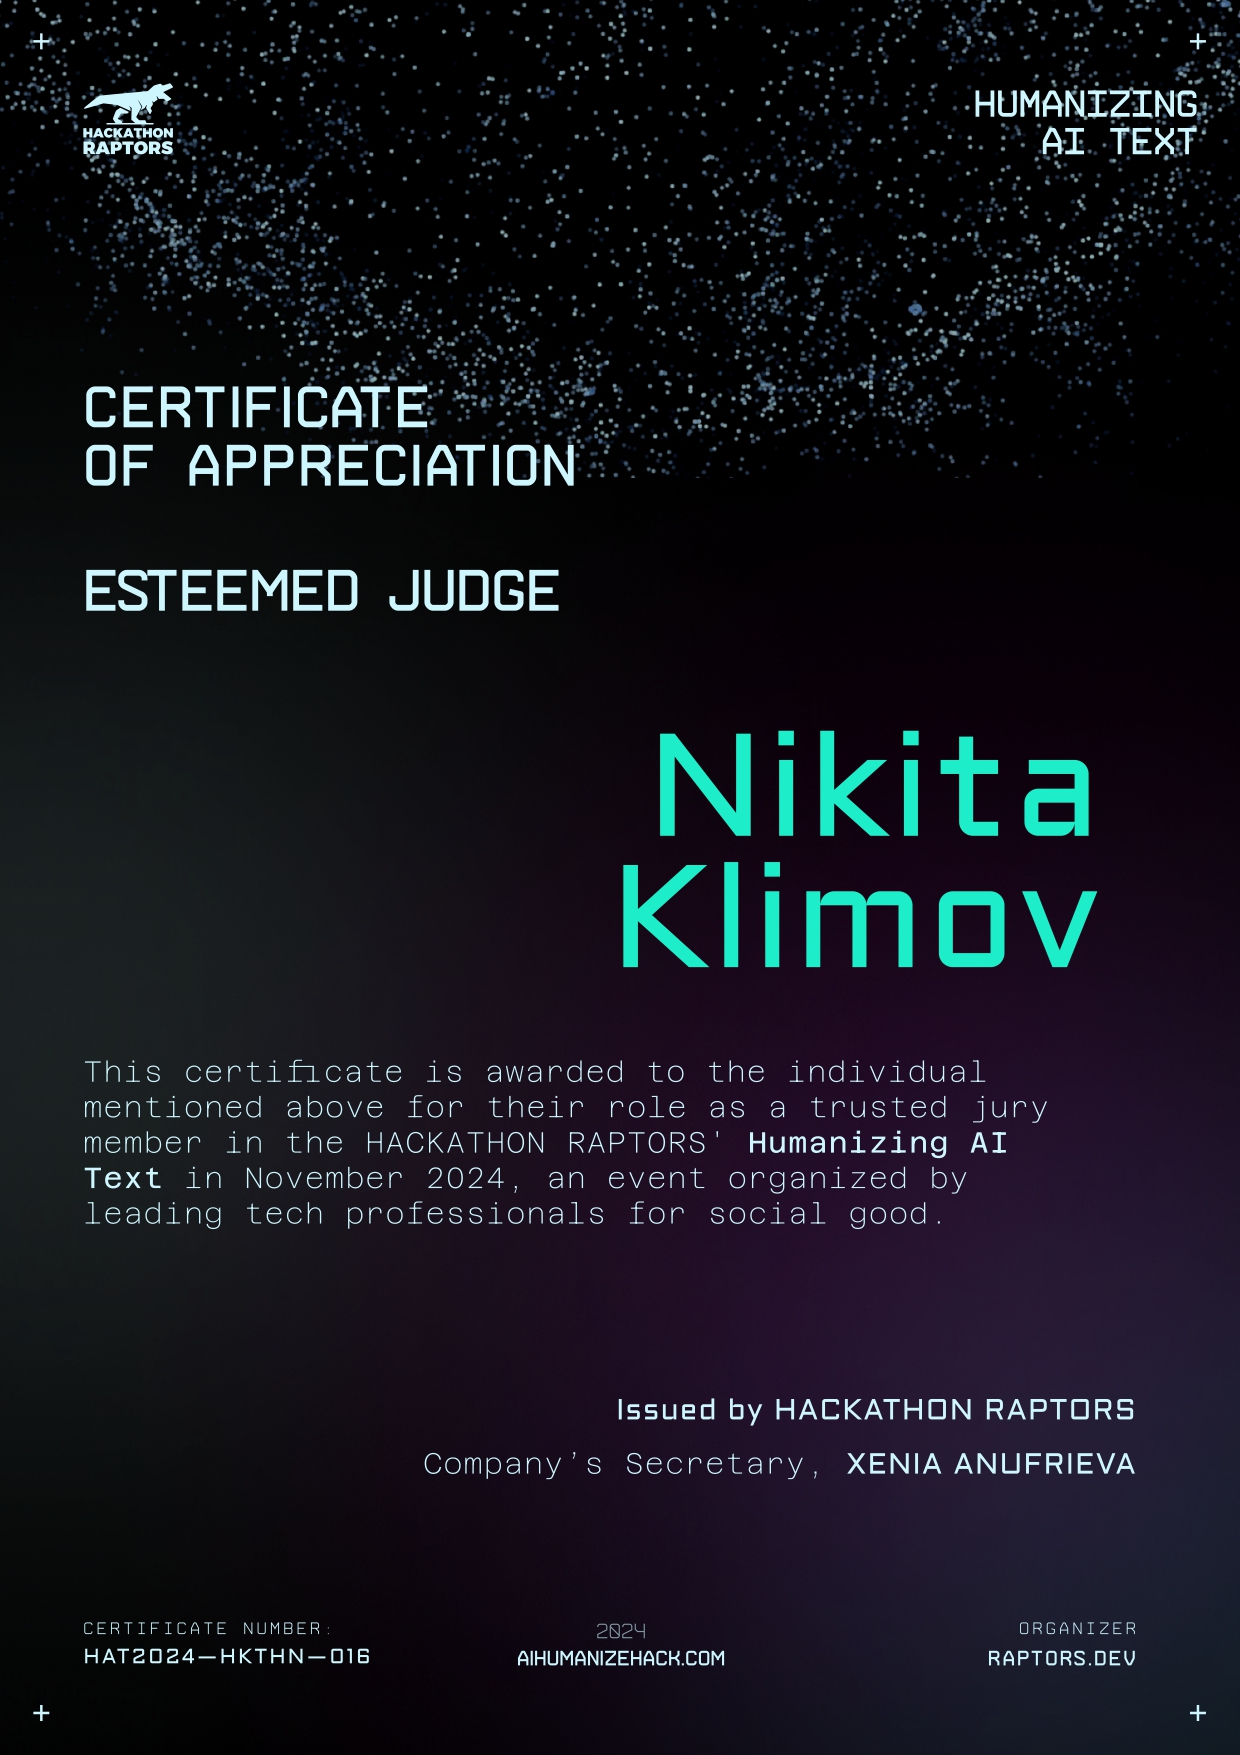 HACKATHON
RAPTORS
HUMANIZING
AI TEXT
CERTIFICATE
OF APPRECIATION
ESTEEMED JUDGE
Nikita
Klimov
This certificate is awarded to the individual
mentioned above for their role as a trusted jury
member in the HACKATHON RAPTORS' Humanizing AI
Text in November 2024, an event organized by
leading tech professionals for social good.
Issued by HACKATHON RAPTORS
Company's Secretary, XENIA ANUFRIEVA
CERTIFICATE NUMBER:
HAT2024—HKTHN—016
2024
AIHUMANIZEHACK.COM
ORGANIZER
RAPTORS.DEV